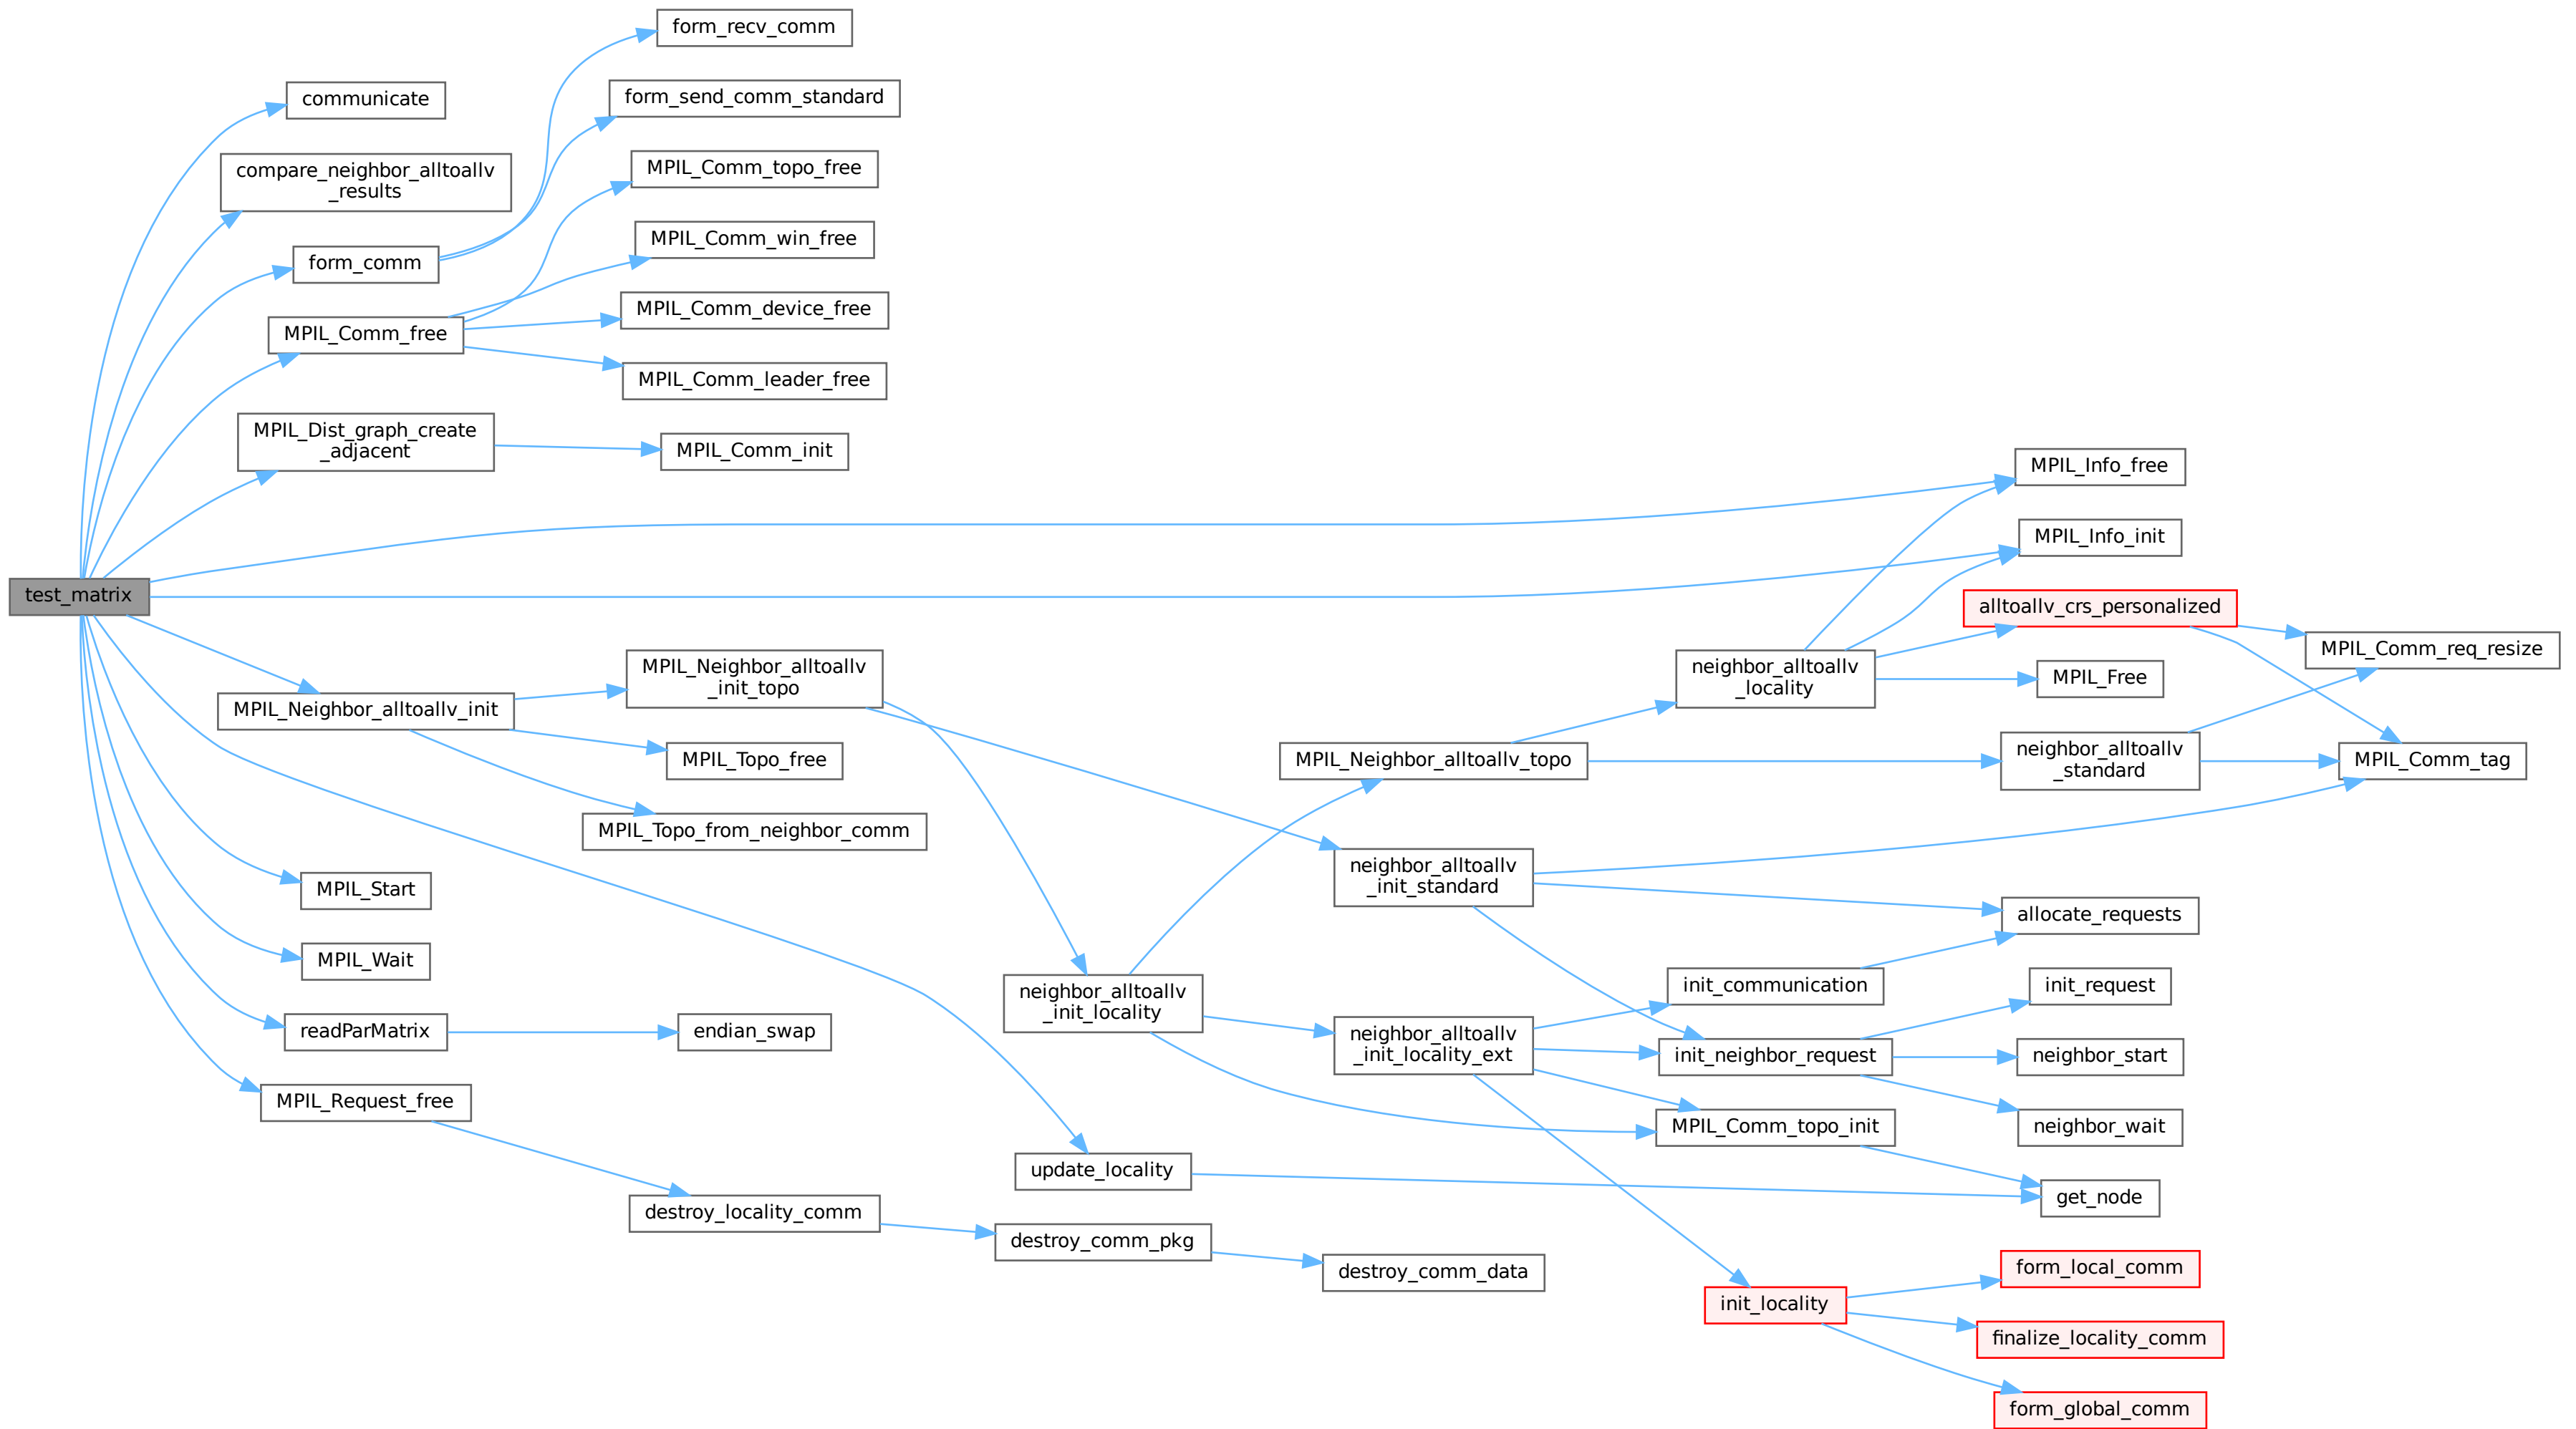 test_matrix
communicate
compare_neighbor_alltoallv
_results
form_comm
MPIL_Comm_free
MPIL_Dist_graph_create
_adjacent
MPIL_Neighbor_alltoallv_init
MPIL_Start
MPIL_Wait
readParMatrix
MPIL_Request_free
form_recv_comm
form_send_comm_standard
MPIL_Comm_topo_free
MPIL_Comm_win_free
MPIL_Comm_device_free
MPIL_Comm_leader_free
MPIL_Comm_init
MPIL_Neighbor_alltoallv
_init_topo
MPIL_Topo_free
MPIL_Topo_from_neighbor_comm
endian_swap
destroy_locality_comm
neighbor_alltoallv
_init_locality
update_locality
destroy_comm_pkg
MPIL_Neighbor_alltoallv_topo
neighbor_alltoallv
_init_standard
neighbor_alltoallv
_init_locality_ext
destroy_comm_data
neighbor_alltoallv
_locality
init_communication
init_neighbor_request
MPIL_Comm_topo_init
init_locality
MPIL_Info_free
MPIL_Info_init
alltoallv_crs_personalized
MPIL_Free
neighbor_alltoallv
_standard
allocate_requests
init_request
neighbor_start
neighbor_wait
get_node
form_local_comm
finalize_locality_comm
form_global_comm
MPIL_Comm_req_resize
MPIL_Comm_tag